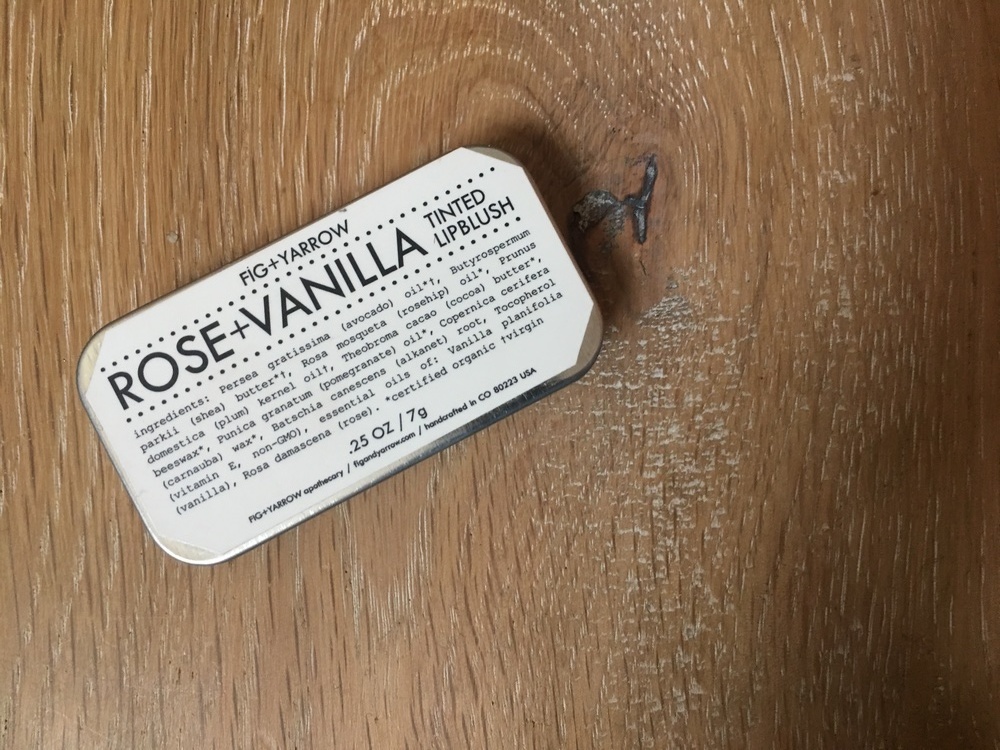 FiG+YARROW
ROSE+VANILLA
TINTED
LIPBLUSH
ingredients: Persea gratissima (avocado) oil*†, Butyrospermum
parkii (shea) butter*†, Rosa mosqueta (rosehip) oil*, Prunus
domestica (plum) kernel oil†, Theobroma cacao (cocoa) butter*,
beeswax*, Punica granatum (pomegranate) oil*, Copernica cerifera
(carnauba) wax*, Batschia canescens (alkanet) root, Tocopherol
(vitamin E, non-GMO), essential oils of: Vanilla planifolia
(vanilla), Rosa damascena (rose). *certified organic †virgin
.25 OZ / 7g
FiG+YARROW apothecary / figandyarrow.com / handcrafted in CO 80223 USA